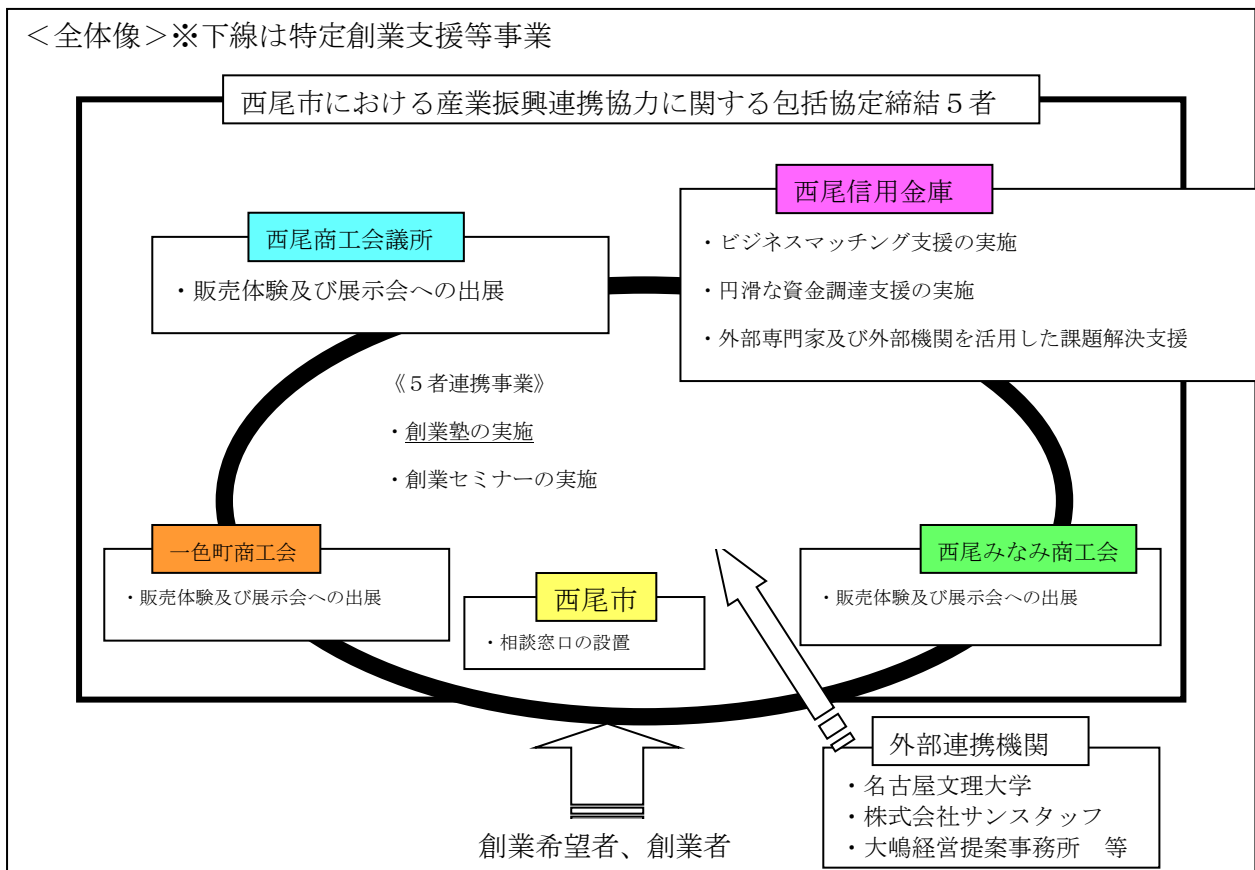 ＜全体像＞※下線は特定創業支援等事業
西尾市における産業振興連携協力に関する包括協定締結５者
西尾信用金庫
・ビジネスマッチング支援の実施
・円滑な資金調達支援の実施
・外部専門家及び外部機関を活用した課題解決支援
西尾商工会議所
・販売体験及び展示会への出展
《５者連携事業》
・創業塾の実施
・創業セミナーの実施
一色町商工会
・販売体験及び展示会への出展
西尾市
・相談窓口の設置
西尾みなみ商工会
・販売体験及び展示会への出展
外部連携機関
・名古屋文理大学
・株式会社サンスタッフ
・大嶋経営提案事務所　等
創業希望者、創業者